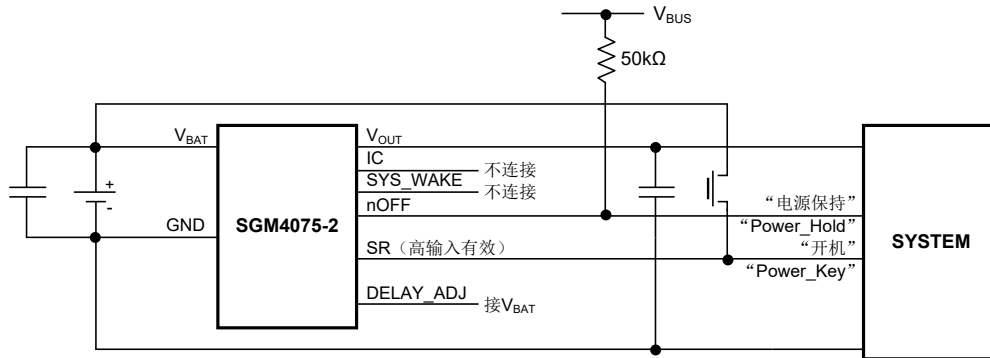 VBUS
50kΩ
VBAT
VOUT
IC
不连接
SYS_WAKE
不连接
nOFF
“电源保持”
GND
SGM4075-2
“Power_Hold”
SYSTEM
SR（高输入有效）
“开机”
“Power_Key”
DELAY_ADJ
接VBAT
+
-